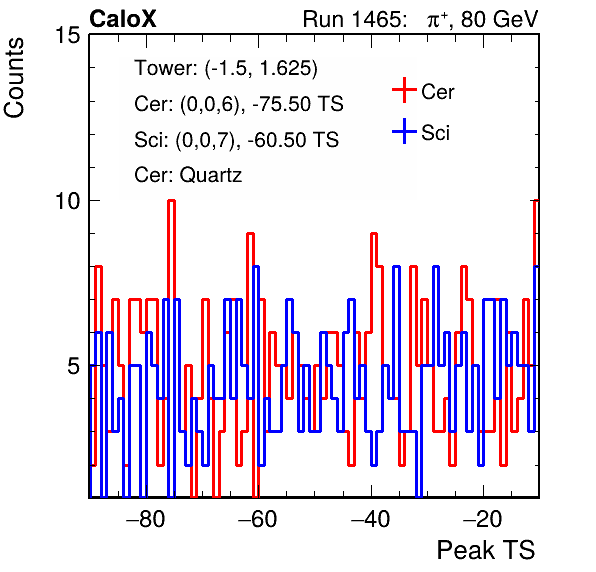 CaloX Run 1465: π⁺, 80 GeV
Counts
15
Tower: (-1.5, 1.625)
Cer: (0,0,6), -75.50 TS
Sci: (0,0,7), -60.50 TS
Cer: Quartz
Cer
Sci
10
5
−80 −60 −40 −20
Peak TS